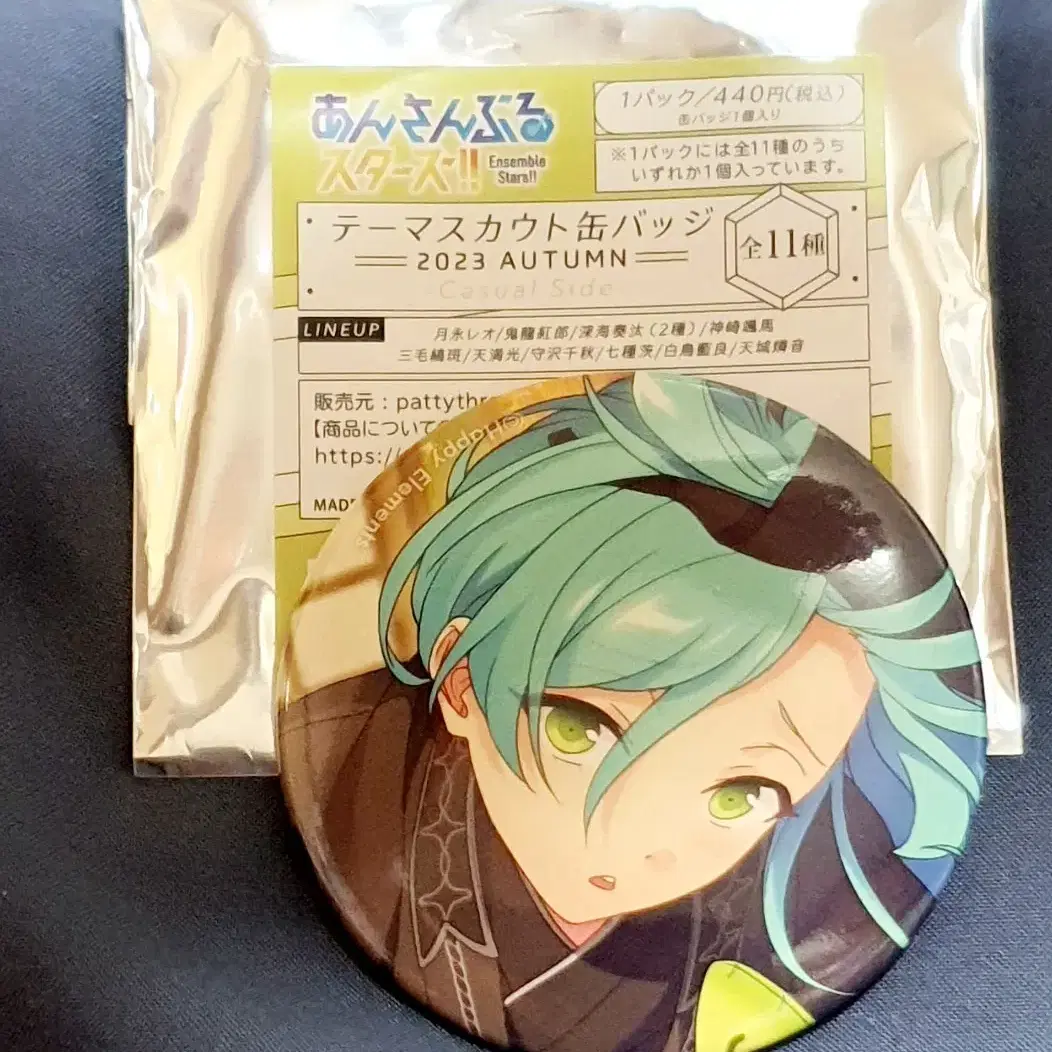 あんさんぶる
スターズ!!
Ensemble
Stars!!
1パック/440円(税込)
缶バッジ1個入り
※1パックには全11種のうち
いずれか1個入っています。
テーマスカウト缶バッジ
2023 AUTUMN
Casual Side
全11種
LINEUP
月永レオ/鬼龍紅郎/深海奏汰(2種)/神崎颯馬
三毛縞斑/天満光/守沢千秋/七種茨/白鳥藍良/天城燐音
販売元:pattythr
【商品について
https://
MADE
©Happy Elements